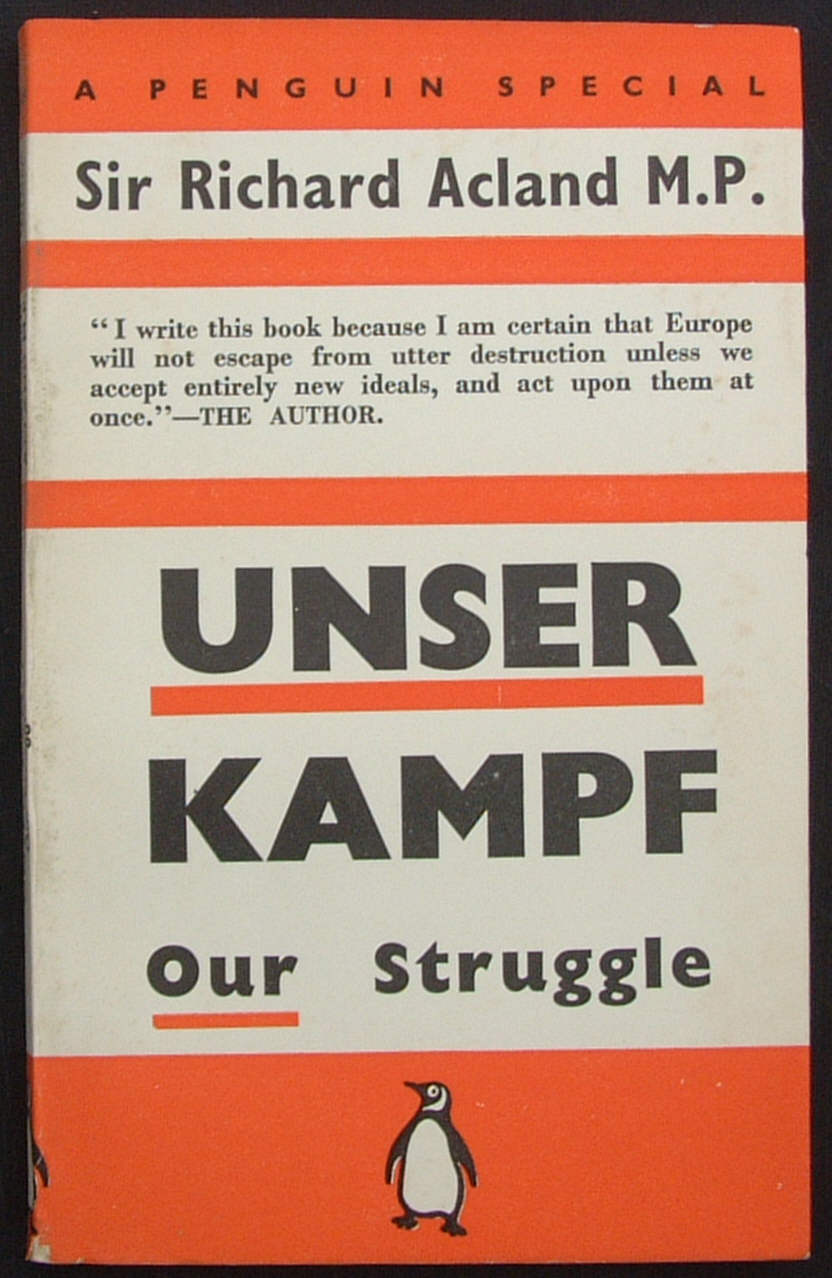 A PENGUIN SPECIAL
Sir Richard Acland M.P.
“I write this book because I am certain that Europe
will not escape from utter destruction unless we
accept entirely new ideals, and act upon them at
once.”—THE AUTHOR.
UNSER
KAMPF
Our Struggle